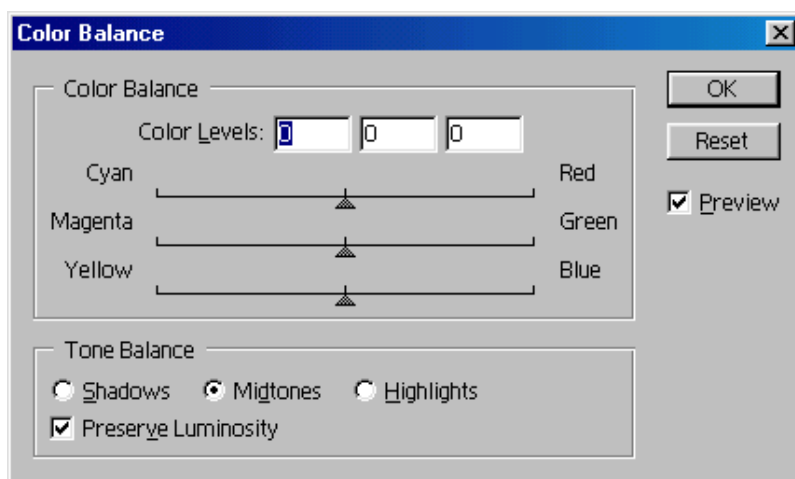 Color Balance
Color Balance
OK
Color Levels: 0 0 0
Reset
Cyan Red
Preview
Magenta Green
Yellow Blue
Tone Balance
Shadows Midtones Highlights
Preserve Luminosity